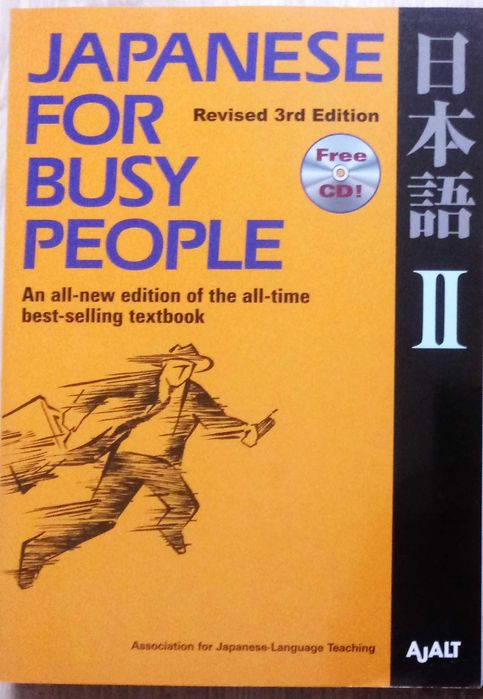 JAPANESE
FOR
BUSY
PEOPLE
Revised 3rd Edition
Free
CD!
An all-new edition of the all-time
best-selling textbook
日本語
II
Association for Japanese-Language Teaching
AJALT